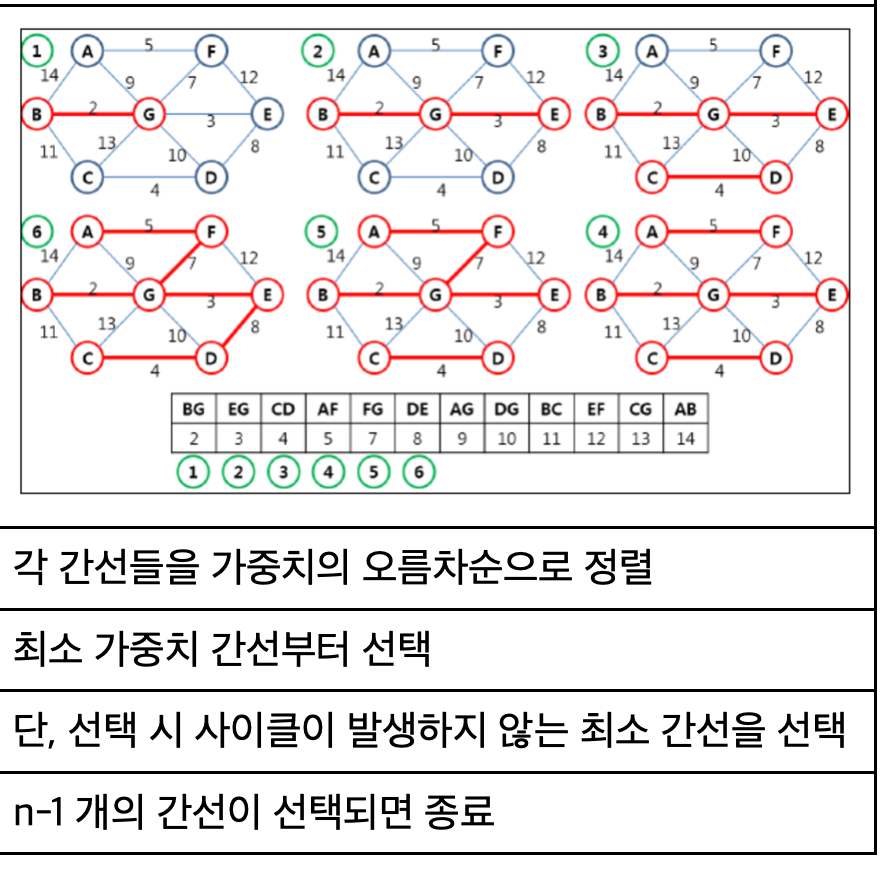 1 A 5 F 2 A 5 F 3 A 5 F
14 9 7 12 14 9 7 12 14 9 7 12
B 2 G 3 E B 2 G 3 E B 2 G 3 E
11 13 10 8 11 13 10 8 11 13 10 8
C 4 D C 4 D C 4 D
6 A 5 F 5 A 5 F 4 A 5 F
14 9 7 12 14 9 7 12 14 9 7 12
B 2 G 3 E B 2 G 3 E B 2 G 3 E
11 13 10 8 11 13 10 8 11 13 10 8
C 4 D C 4 D C 4 D
BG EG CD AF FG DE AG DG BC EF CG AB
2 3 4 5 7 8 9 10 11 12 13 14
1 2 3 4 5 6
각 간선들을 가중치의 오름차순으로 정렬
최소 가중치 간선부터 선택
단, 선택 시 사이클이 발생하지 않는 최소 간선을 선택
n-1 개의 간선이 선택되면 종료